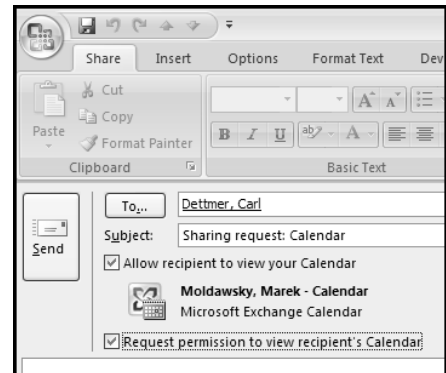 Share Insert Options Format Text Dev
Cut
Copy
Paste
Format Painter
Clipboard
B I U ab A
Basic Text
To...
Dettmer, Carl
Send
Subject: Sharing request: Calendar
Allow recipient to view your Calendar
Moldawsky, Marek - Calendar
Microsoft Exchange Calendar
Request permission to view recipient's Calendar